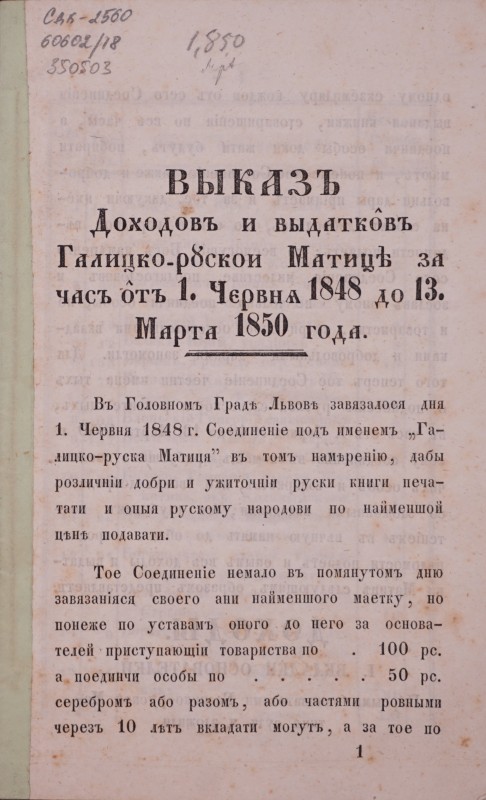 Сдк-2560
60602/18
350503
1,850
ВЫКАЗЪ
Доходовъ и выдаткôвъ
Галицко-рускои Матицѣ за
часъ ôтъ 1. Червня 1848 до 13.
Марта 1850 года.
Въ Головномъ Градѣ Львовѣ завязалося дня
1. Червня 1848 г. Соединеніе подъ именемъ „Га-
лицко-руска Матиця” въ томъ намѣренію, дабы
розличніи добри и ужиточніи руски книги печа-
тати и оныя рускому народови по найменшой
цѣнѣ подавати.
Тое Соединеніе немало въ помянутомъ дню
завязаніяся своего ани найменшого маетку, но
понеже по уставамъ оного до него за основа-
телей приступающіи товариства по . 100 рс.
а поединчи особы по . . . . . 50 рс.
серебромъ або разомъ, або частями ровными
черезъ 10 лѣтъ вкладати могутъ, а за тое по
1